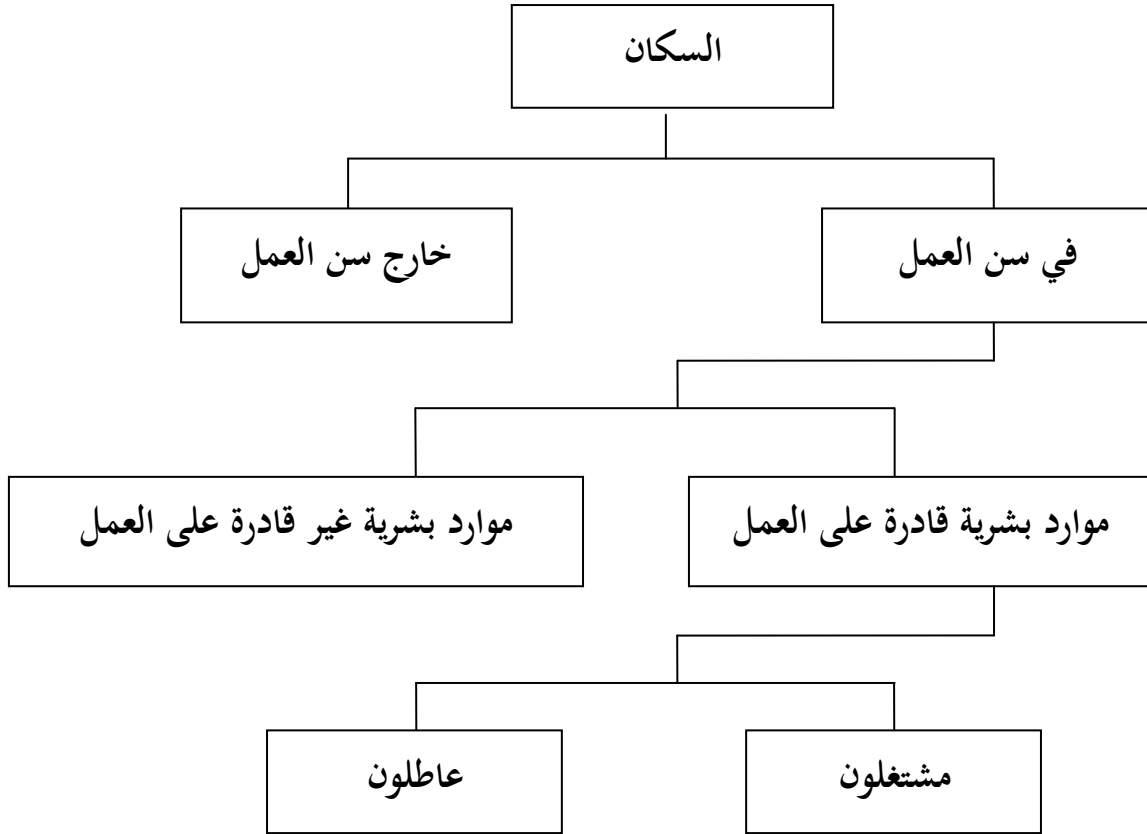 السكان
في سن العمل
خارج سن العمل
موارد بشرية قادرة على العمل
موارد بشرية غير قادرة على العمل
مشتغلون
عاطلون